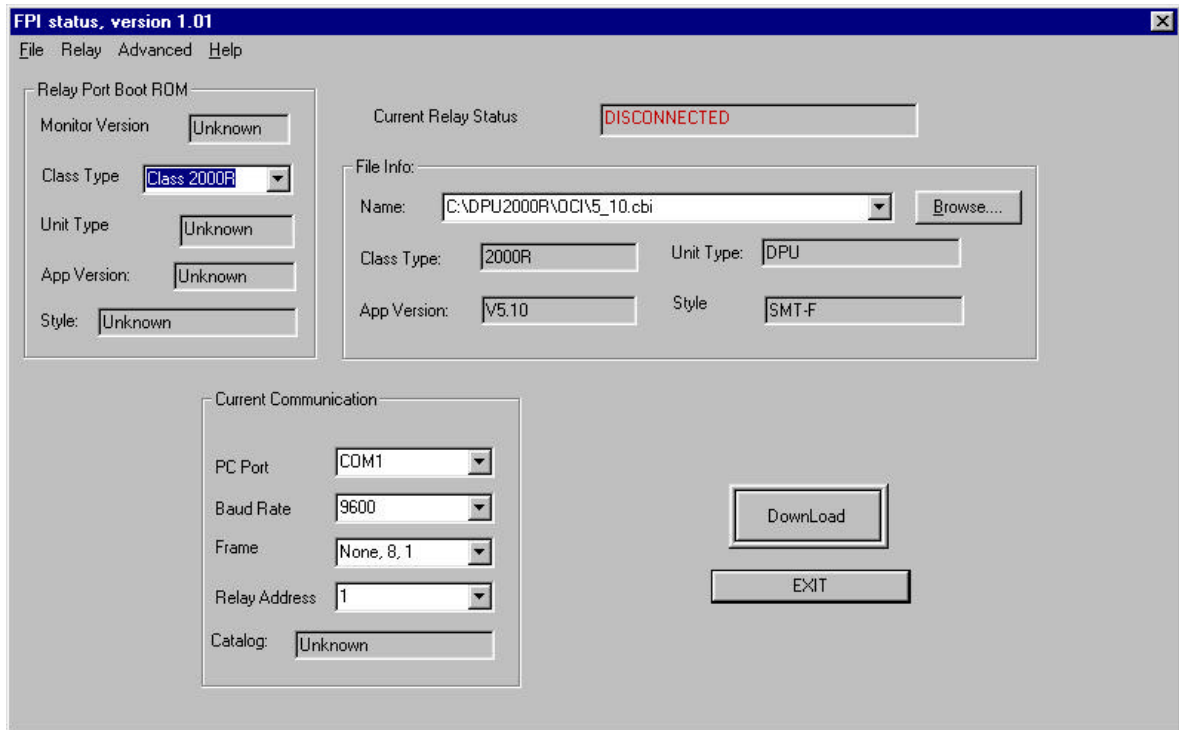 FPI status, version 1.01
File Relay Advanced Help
Relay Port Boot ROM
Monitor Version Unknown
Class Type Class 2000R
Unit Type Unknown
App Version: Unknown
Style: Unknown
Current Relay Status DISCONNECTED
File Info:
Name: C:\DPU2000R\OCI\5_10.cbi Browse....
Class Type: 2000R Unit Type: DPU
App Version: V5.10 Style SMT-F
Current Communication
PC Port COM1
Baud Rate 9600
Frame None, 8, 1
Relay Address 1
Catalog: Unknown
DownLoad
EXIT